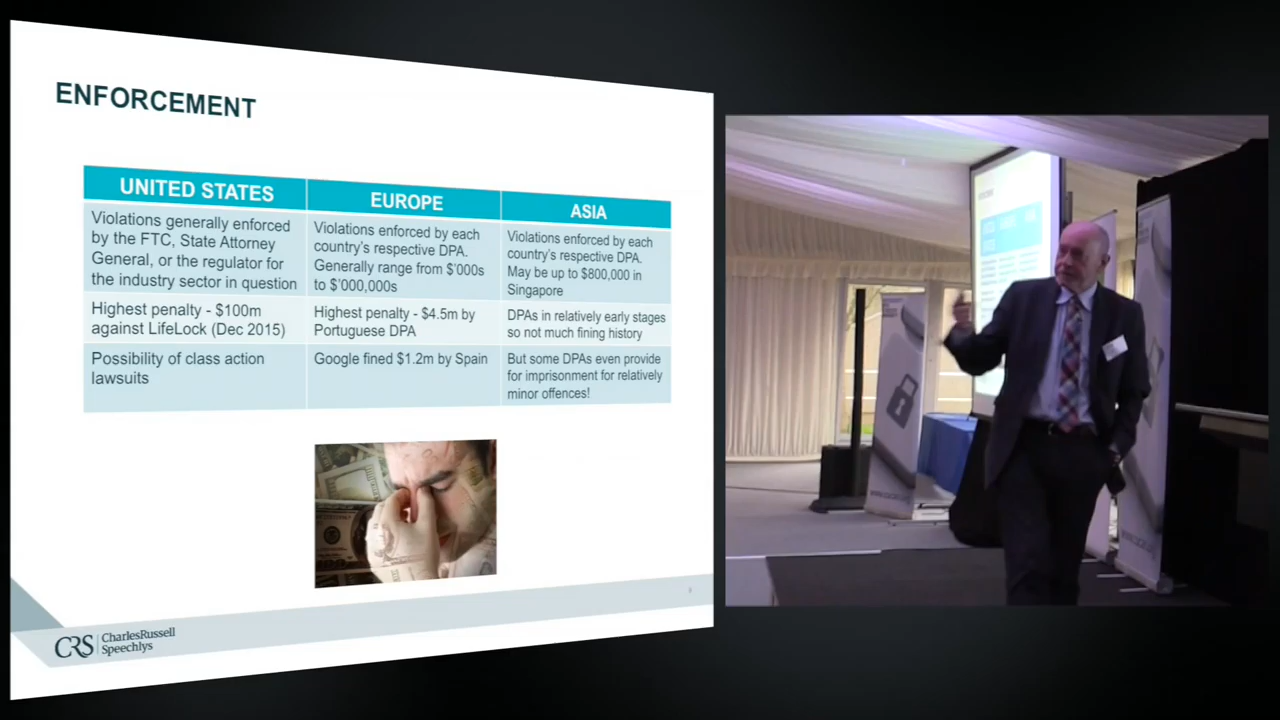 ENFORCEMENT
UNITED STATES
EUROPE
ASIA
Violations generally enforced
by the FTC, State Attorney
General, or the regulator for
the industry sector in question
Violations enforced by each
country's respective DPA.
Generally range from $'000s
to $'000,000s
Violations enforced by each
country's respective DPA.
May be up to $800,000 in
Singapore
Highest penalty - $100m
against LifeLock (Dec 2015)
Highest penalty - $4.5m by
Portuguese DPA
DPAs in relatively early stages
so not much fining history
Possibility of class action
lawsuits
Google fined $1.2m by Spain
But some DPAs even provide
for imprisonment for relatively
minor offences!
CRS CharlesRussell
Speechlys